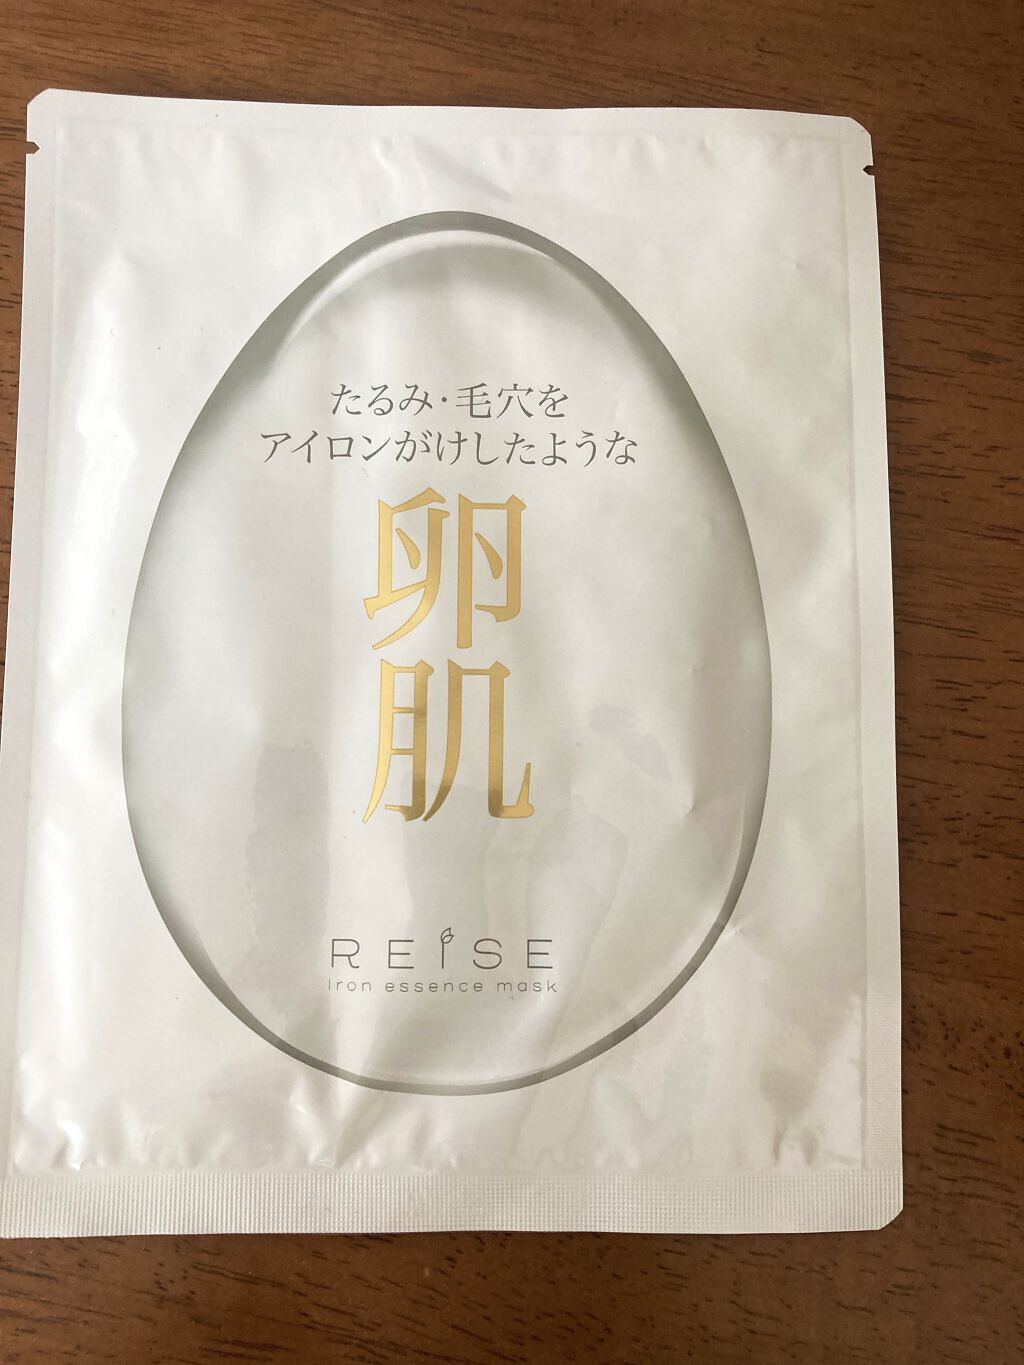 たるみ・毛穴を
アイロンがけしたような
卵肌
REISE
Iron essence mask